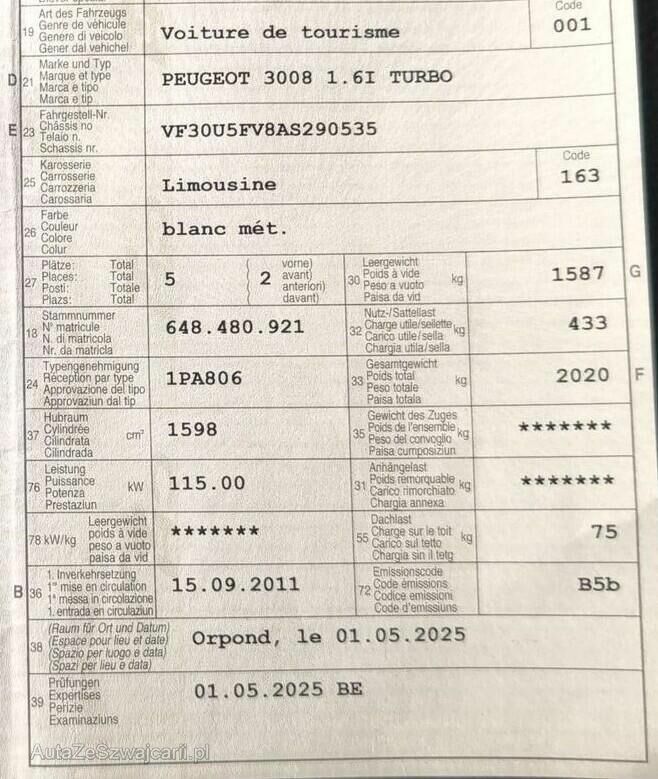 19 Art des Fahrzeugs
Genre de véhicule
Genere di veicolo
Gener dal vehichel
Voiture de tourisme
Code
001
D 21 Marke und Typ
Marque et type
Marca e tipo
Marca e tip
PEUGEOT 3008 1.6I TURBO
E 23 Fahrgestell-Nr.
Châssis no
Telaio n.
Schassis nr.
VF30U5FV8AS290535
25 Karosserie
Carrosserie
Carrozzeria
Carossaria
Limousine
Code
163
26 Farbe
Couleur
Colore
Colur
blanc mét.
27 Plätze: Total
Places: Total
Posti: Totale
Plazs: Total
5
( vorne)
avant)
anteriori)
( davant)
2
30 Leergewicht
Poids à vide
Peso a vuoto
Paisa da vid
kg
1587 G
18 Stammnummer
N° matricule
N. di matricola
Nr. da matricla
648.480.921
32 Nutz-/Sattellast
Charge utile/sellette
Carico utile/sella
Chargia utila/sella
kg
433
24 Typengenehmigung
Réception par type
Approvazione del tipo
Approvaziun dal tip
1PA806
33 Gesamtgewicht
Poids total
Peso totale
Paisa totala
kg
2020 F
37 Hubraum
Cylindrée
Cilindrata
Cilindrada
cm³
1598
35 Gewicht des Zuges
Poids de l'ensemble
Peso del convoglio
Paisa cumposiziun
kg
*******
76 Leistung
Puissance
Potenza
Prestaziun
kW
115.00
31 Anhängelast
Poids remorquable
Carico rimorchiato
Chargia annexa
kg
*******
78 kW/kg
Leergewicht
poids à vide
peso a vuoto
paisa da vid
*******
55 Dachlast
Charge sur le toit
Carico sul tetto
Chargia sin il tetg
kg
75
B 36 1. Inverkehrsetzung
1re mise en circulation
1a messa in circolazione
1. entrada en circulaziun
15.09.2011
72 Emissionscode
Code émissions
Codice emissioni
Code d'emissiuns
B5b
38 (Raum für Ort und Datum)
(Espace pour lieu et date)
(Spazio per luogo e data)
(Spazi per lieu e data)
Orpond, le 01.05.2025
39 Prüfungen
Expertises
Perizie
Examinaziuns
01.05.2025 BE
AutaZeSzwajcarii.pl